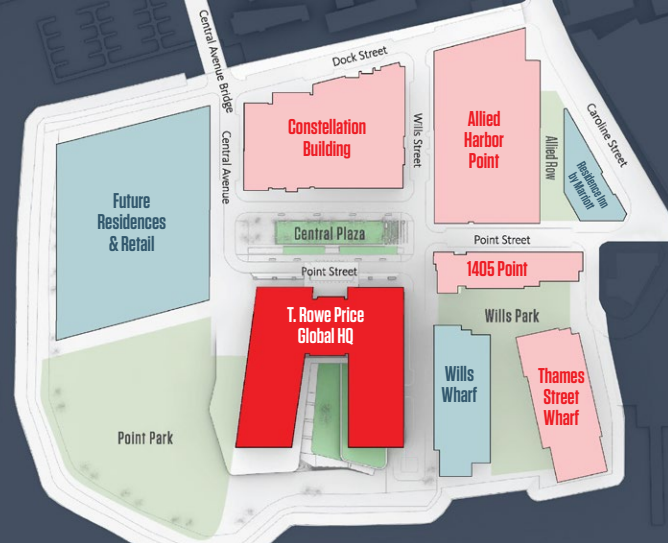 Central Avenue Bridge
Dock Street
Constellation
Building
Wills Street
Allied
Harbor
Point
Allied Row
Caroline Street
Residence Inn
by Marriott
Future
Residences
& Retail
Central Avenue
Central Plaza
Point Street
Point Street
1405 Point
T. Rowe Price
Global HQ
Wills Park
Wills
Wharf
Thames
Street
Wharf
Point Park